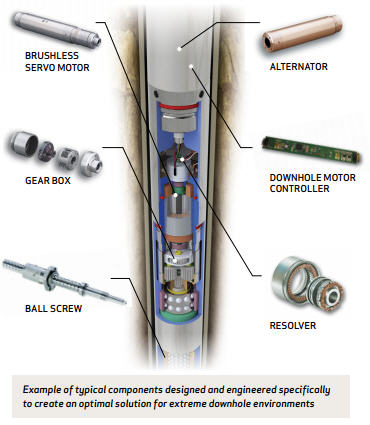 BRUSHLESS
SERVO MOTOR
ALTERNATOR
GEAR BOX
DOWNHOLE MOTOR
CONTROLLER
BALL SCREW
RESOLVER
Example of typical components designed and engineered specifically
to create an optimal solution for extreme downhole environments